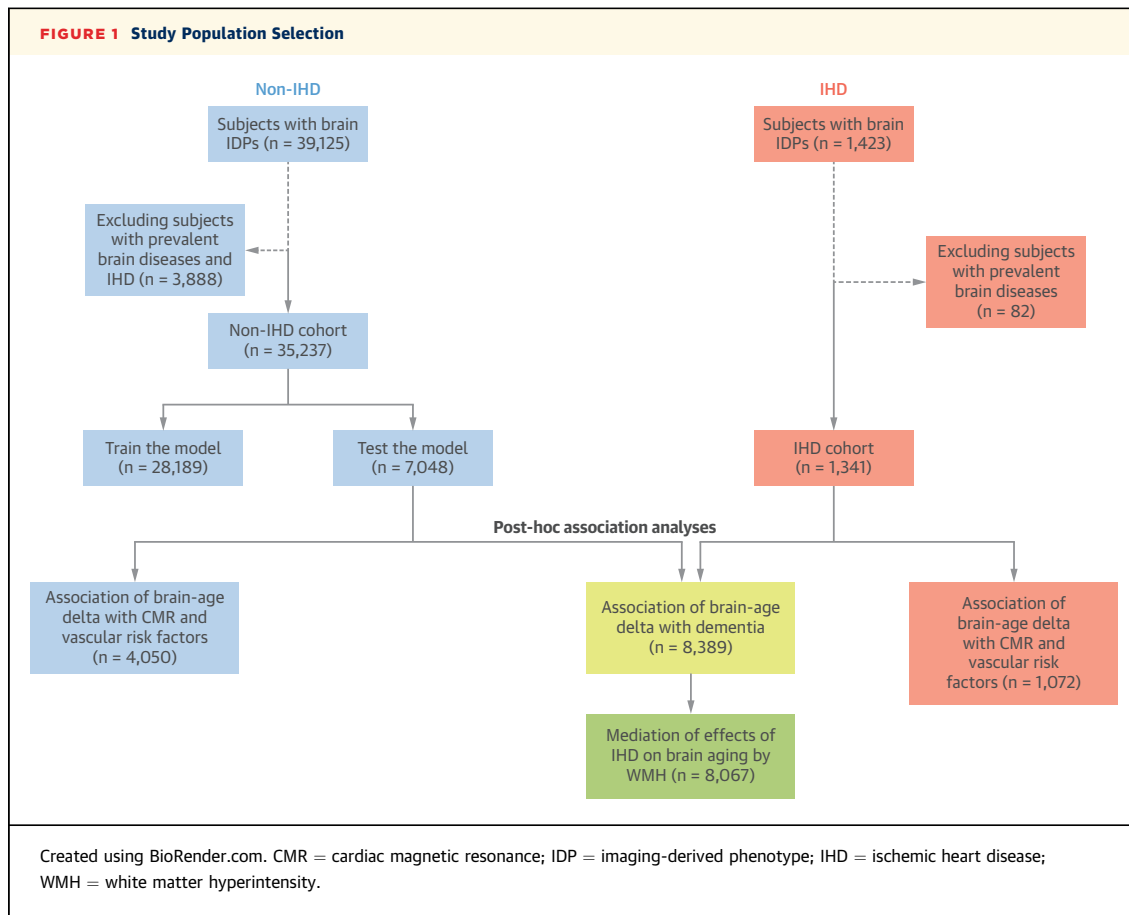 FIGURE 1 Study Population Selection
Non-IHD
Subjects with brain
IDPs (n = 39,125)
Excluding subjects
with prevalent
brain diseases and
IHD (n = 3,888)
Non-IHD cohort
(n = 35,237)
Train the model
(n = 28,189)
Test the model
(n = 7,048)
IHD
Subjects with brain
IDPs (n = 1,423)
Excluding subjects
with prevalent
brain diseases
(n = 82)
IHD cohort
(n = 1,341)
Post-hoc association analyses
Association of brain-age
delta with CMR and
vascular risk factors
(n = 4,050)
Association of brain-age
delta with dementia
(n = 8,389)
Association of
brain-age delta
with CMR and
vascular risk
factors (n = 1,072)
Mediation of effects of
IHD on brain aging by
WMH (n = 8,067)
Created using BioRender.com. CMR = cardiac magnetic resonance; IDP = imaging-derived phenotype; IHD = ischemic heart disease;
WMH = white matter hyperintensity.